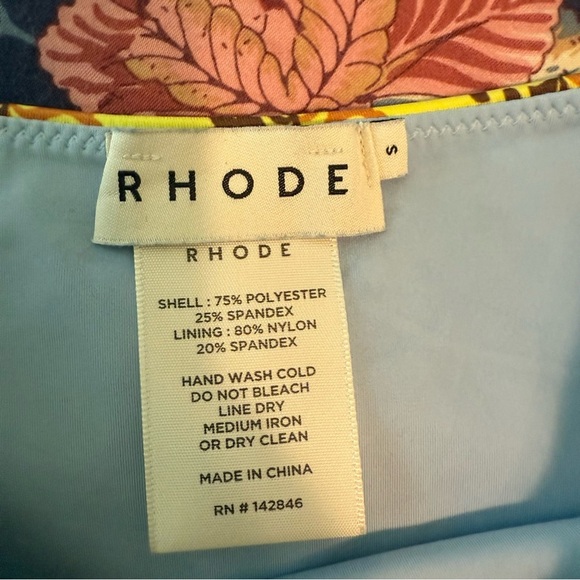 RHODE
S
RHODE
SHELL : 75% POLYESTER
25% SPANDEX
LINING : 80% NYLON
20% SPANDEX
HAND WASH COLD
DO NOT BLEACH
LINE DRY
MEDIUM IRON
OR DRY CLEAN
MADE IN CHINA
RN # 142846